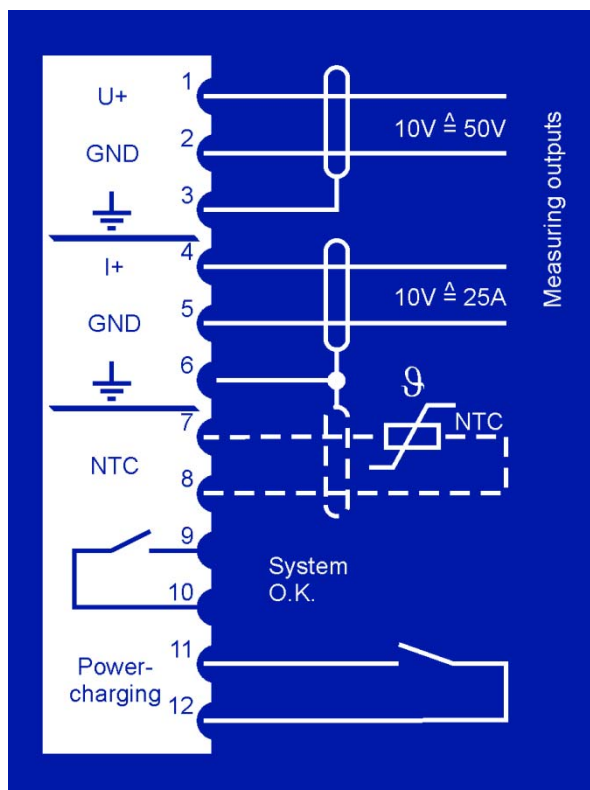 1
U+
10V ≙ 50V
2
GND
3
4
I+
10V ≙ 25A
5
GND
6
ϑ
7
NTC
NTC
8
9
System
O.K.
10
11
Power-
charging
12
Measuring outputs